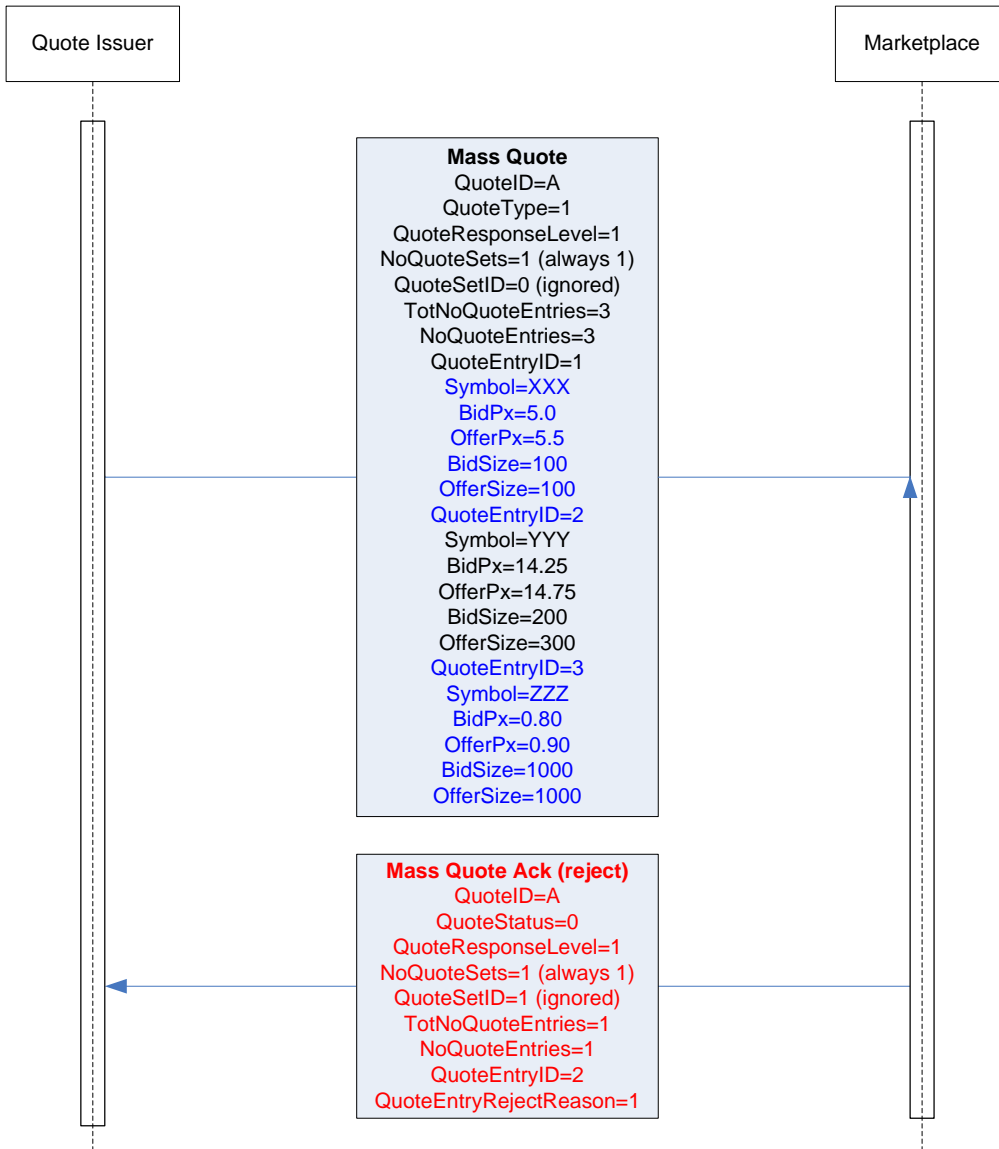 Quote Issuer
Marketplace
Mass Quote
QuoteID=A
QuoteType=1
QuoteResponseLevel=1
NoQuoteSets=1 (always 1)
QuoteSetID=0 (ignored)
TotNoQuoteEntries=3
NoQuoteEntries=3
QuoteEntryID=1
Symbol=XXX
BidPx=5.0
OfferPx=5.5
BidSize=100
OfferSize=100
QuoteEntryID=2
Symbol=YYY
BidPx=14.25
OfferPx=14.75
BidSize=200
OfferSize=300
QuoteEntryID=3
Symbol=ZZZ
BidPx=0.80
OfferPx=0.90
BidSize=1000
OfferSize=1000
Mass Quote Ack (reject)
QuoteID=A
QuoteStatus=0
QuoteResponseLevel=1
NoQuoteSets=1 (always 1)
QuoteSetID=1 (ignored)
TotNoQuoteEntries=1
NoQuoteEntries=1
QuoteEntryID=2
QuoteEntryRejectReason=1